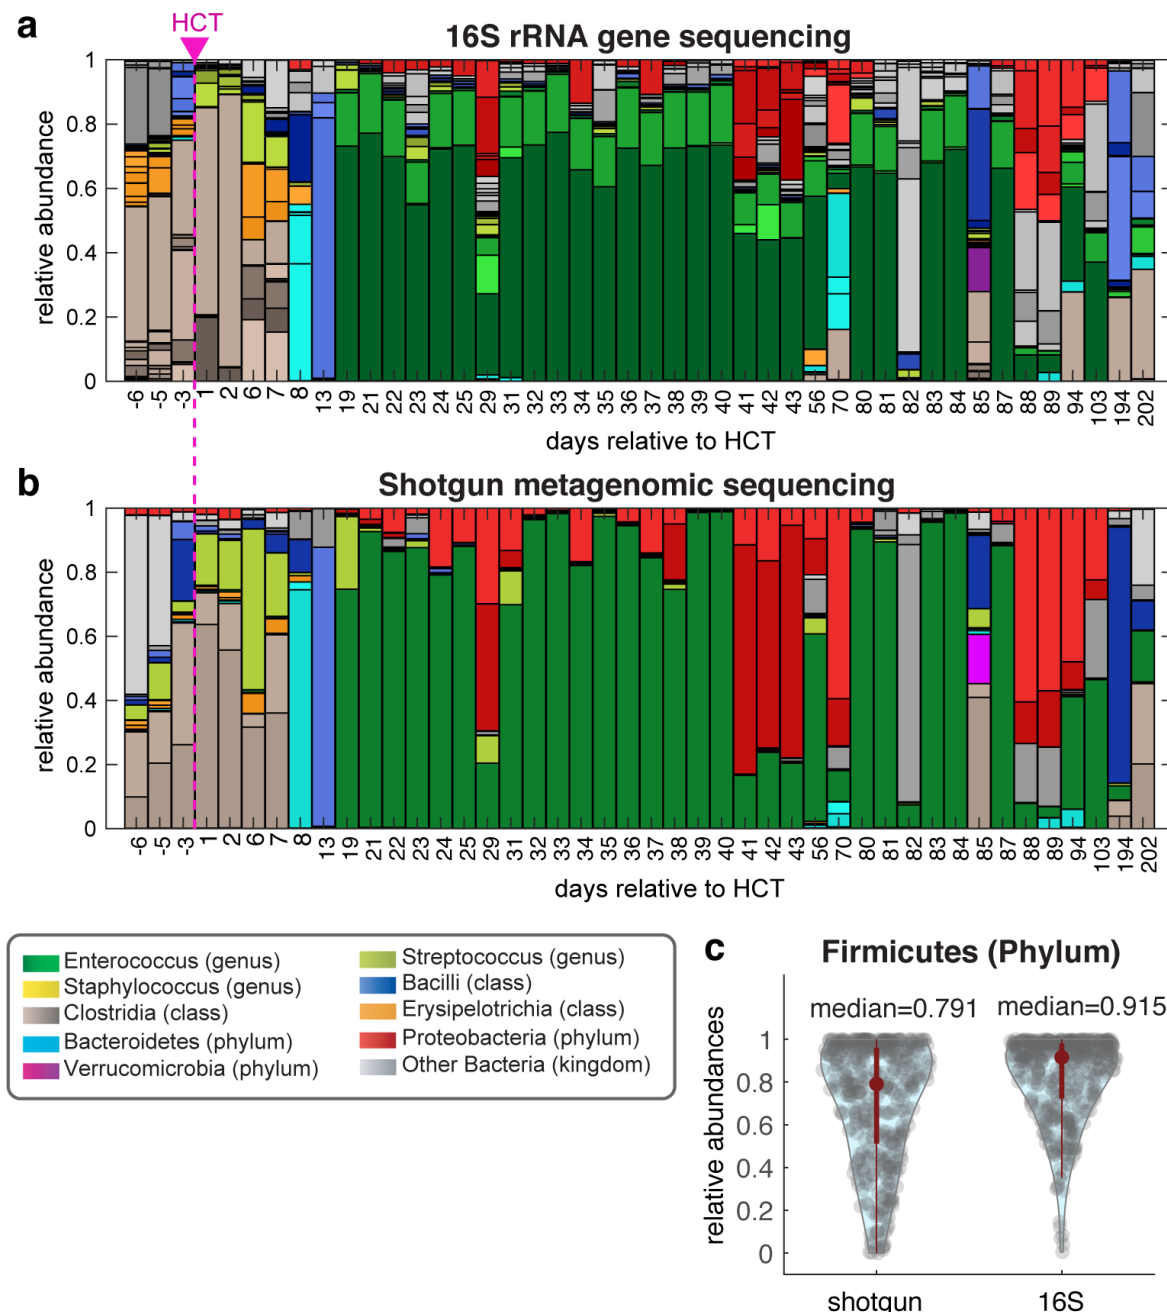 a
HCT
16S rRNA gene sequencing
relative abundance
1
0.8
0.6
0.4
0.2
0
-6 -5 -3 1 2 6 7 8 13 19 21 22 23 24 25 29 31 32 33 34 35 36 37 38 39 40 41 42 43 56 70 80 81 82 83 84 85 87 88 89 94 103 194 202
days relative to HCT
b
Shotgun metagenomic sequencing
relative abundance
1
0.8
0.6
0.4
0.2
0
-6 -5 -3 1 2 6 7 8 13 19 21 22 23 24 25 29 31 32 33 34 35 36 37 38 39 40 41 42 43 56 70 80 81 82 83 84 85 87 88 89 94 103 194 202
days relative to HCT
Enterococcus (genus)
Staphylococcus (genus)
Clostridia (class)
Bacteroidetes (phylum)
Verrucomicrobia (phylum)
Streptococcus (genus)
Bacilli (class)
Erysipelotrichia (class)
Proteobacteria (phylum)
Other Bacteria (kingdom)
c
Firmicutes (Phylum)
median=0.791 median=0.915
relative abundances
1
0.8
0.6
0.4
0.2
0
shotgun 16S